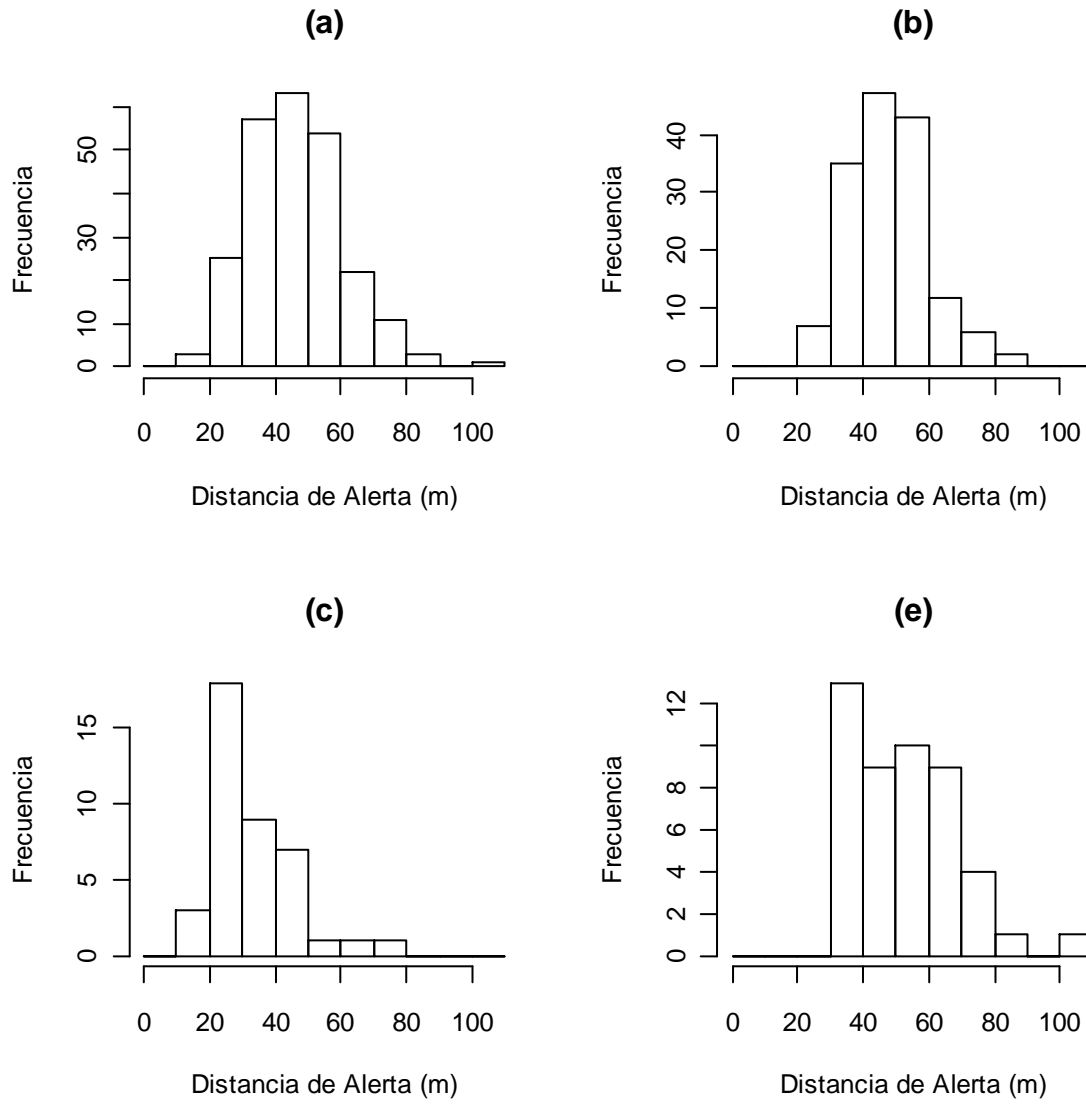 (a)
Frecuencia
0 10 30 50
0 20 40 60 80 100
Distancia de Alerta (m)
(b)
Frecuencia
0 10 20 30 40
0 20 40 60 80 100
Distancia de Alerta (m)
(c)
Frecuencia
0 5 10 15
0 20 40 60 80 100
Distancia de Alerta (m)
(e)
Frecuencia
0 2 4 6 8 12
0 20 40 60 80 100
Distancia de Alerta (m)